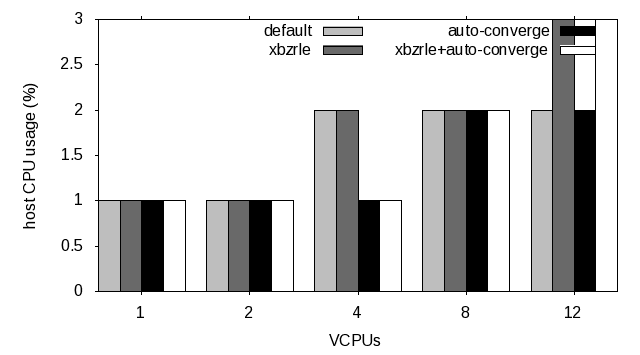 default
auto-converge
xbzrle
xbzrle+auto-converge
3
2.5
2
1.5
1
0.5
0
host CPU usage (%)
1 2 4 8 12
VCPUs